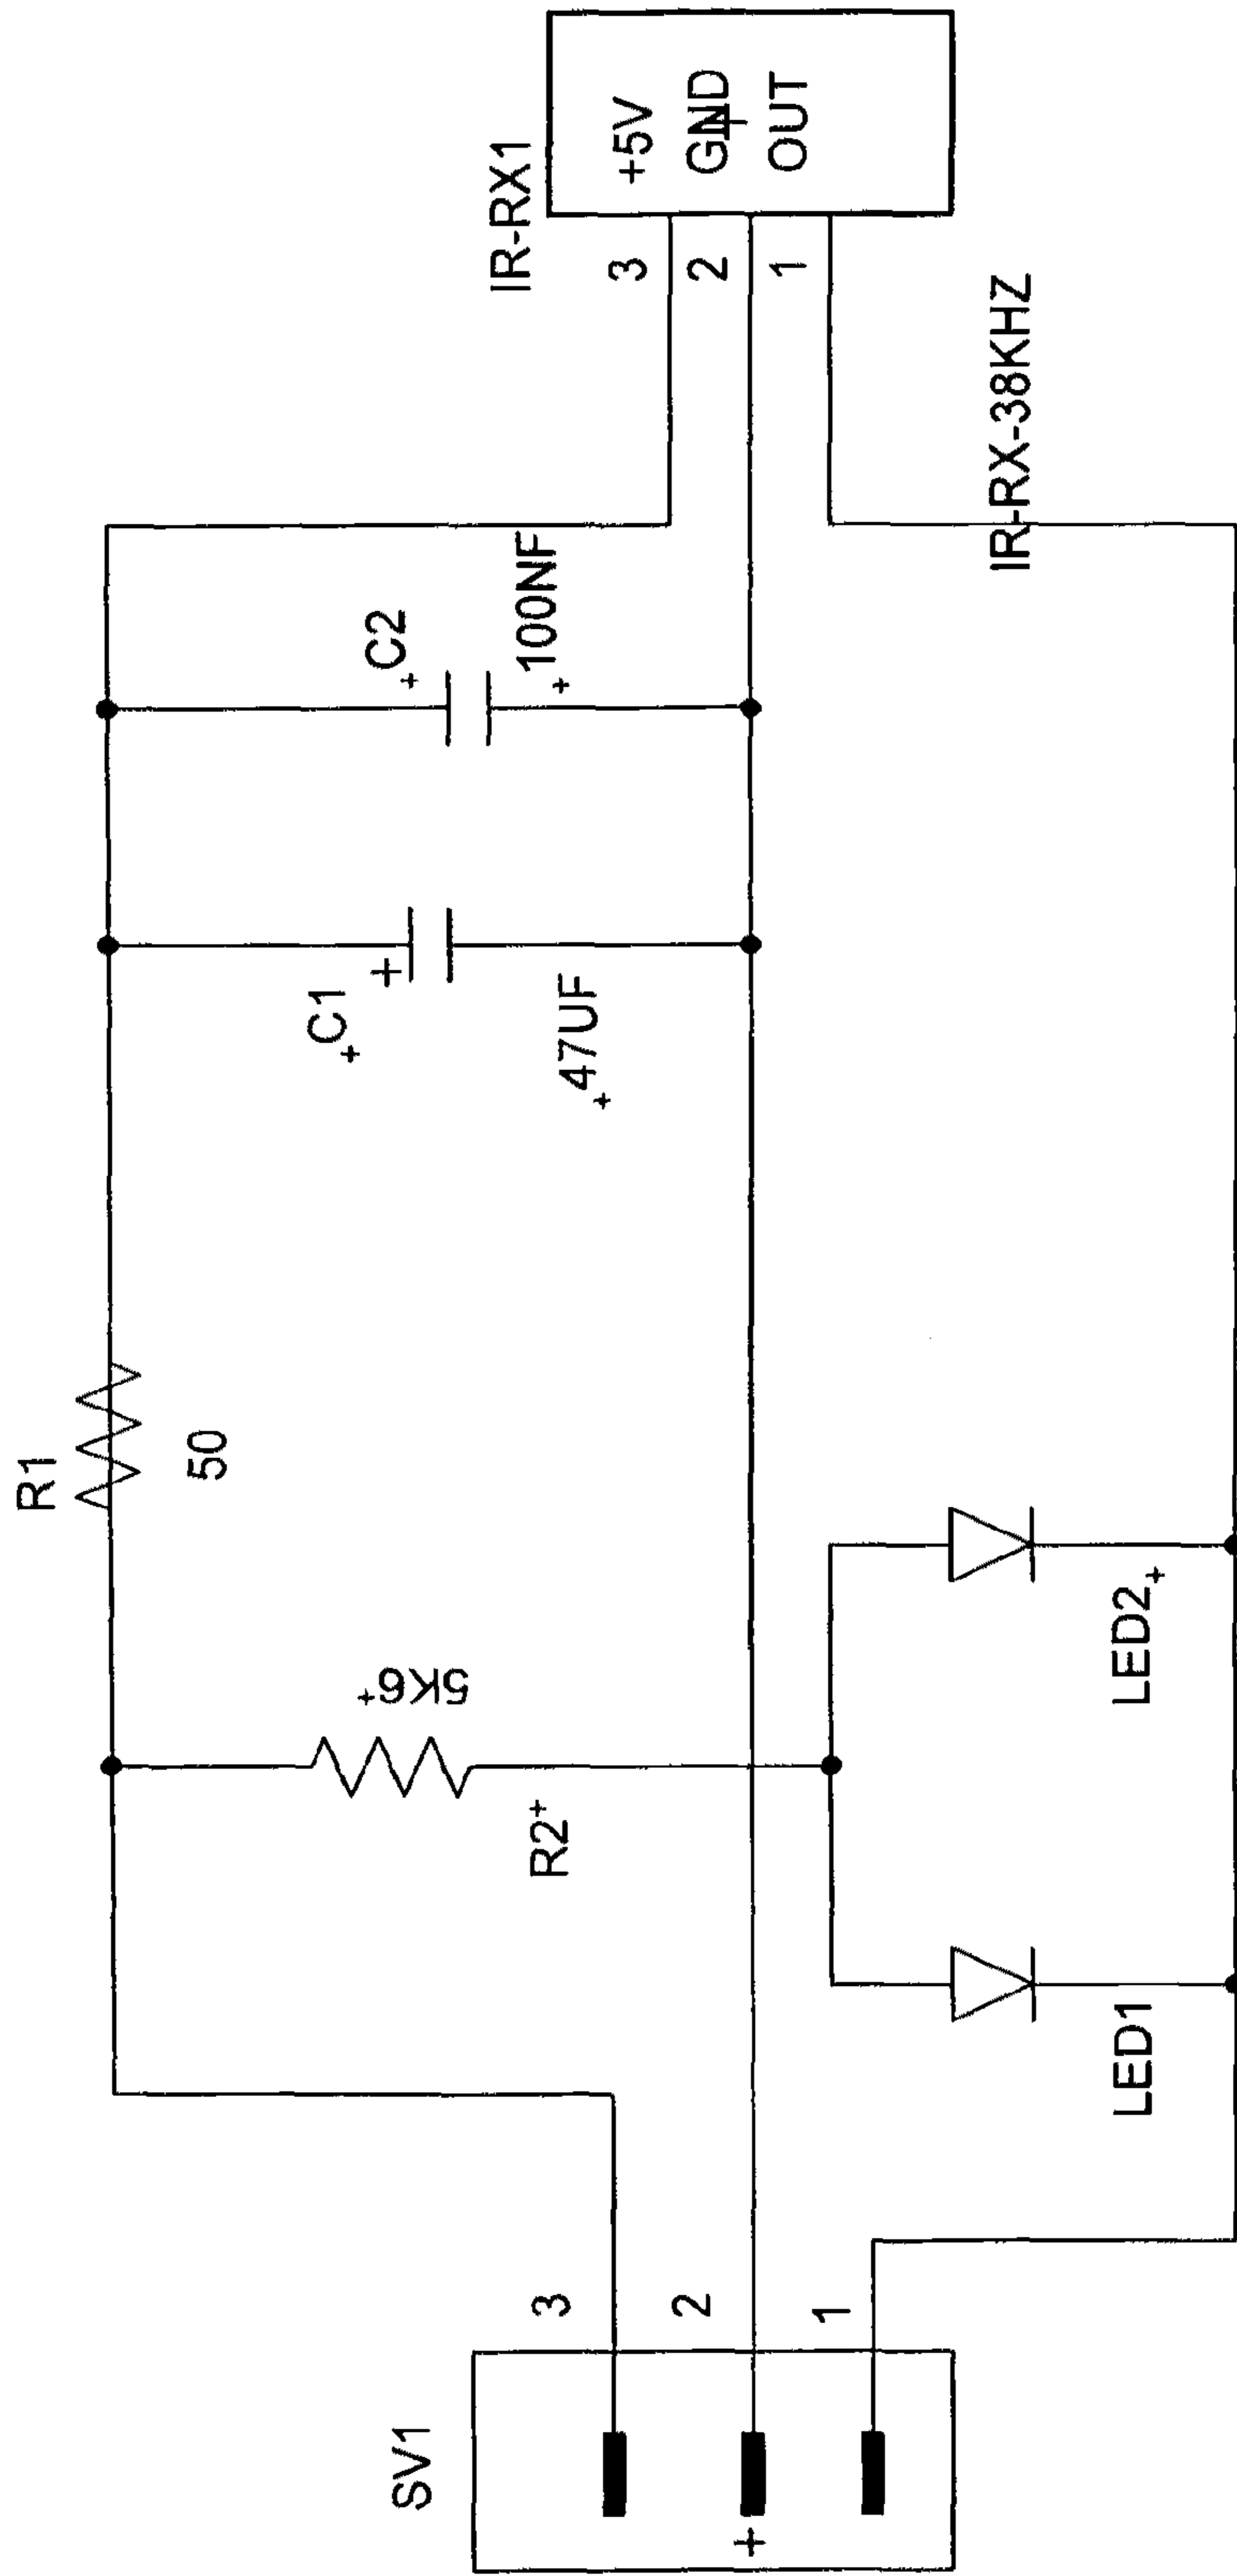 SV1
3
2
1
R2
5K6
R1
50
LED1
LED2
C1
47UF
C2
100NF
IR-RX1
3
2
1
+5V
GND
OUT
IR-RX-38KHZ